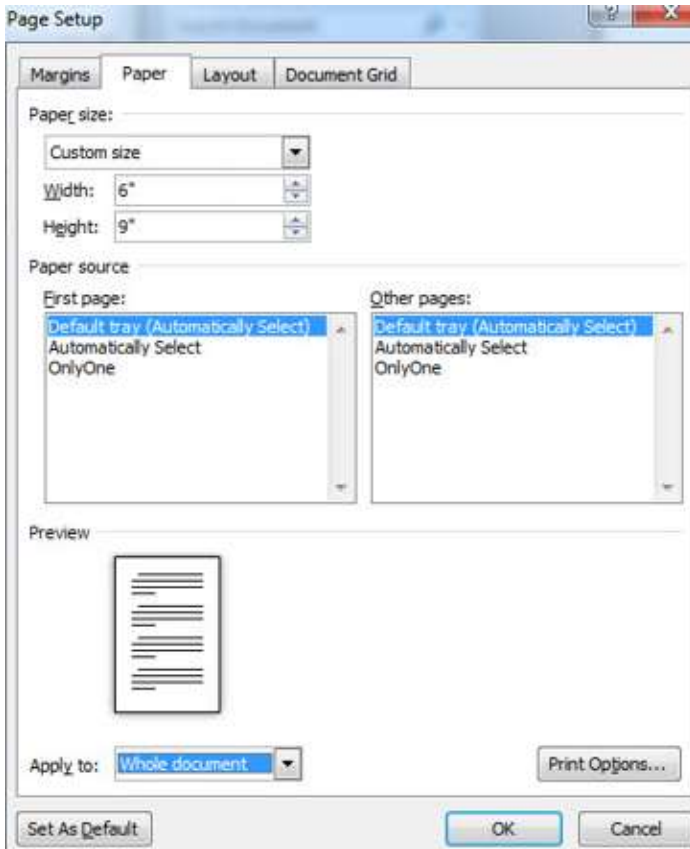 Page Setup
Margins Paper Layout Document Grid
Paper size:
Custom size
Width: 6"
Height: 9"
Paper source
First page: Other pages:
Default tray (Automatically Select) Default tray (Automatically Select)
Automatically Select Automatically Select
OnlyOne OnlyOne
Preview
Apply to: Whole document Print Options...
Set As Default OK Cancel